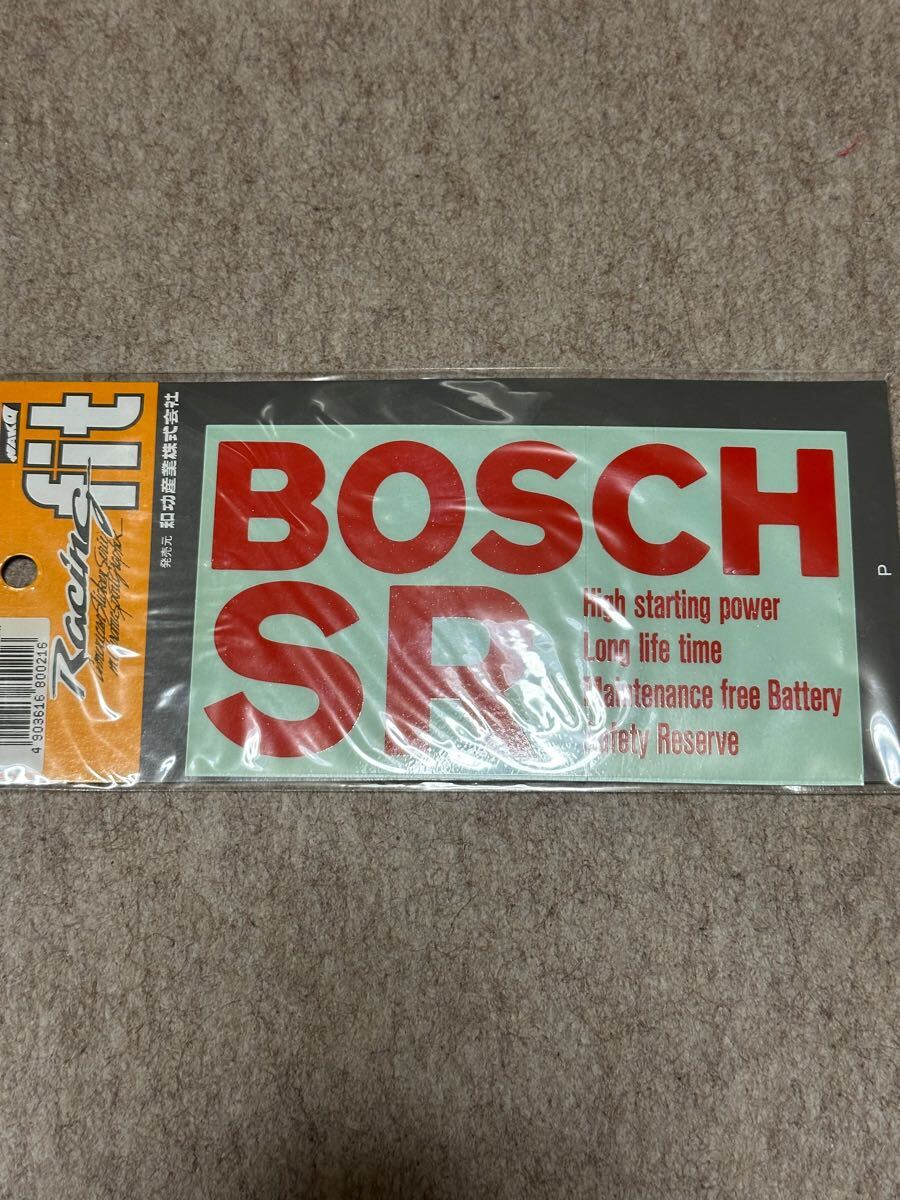 WAKO
fit
Racing
発売元 和功産業株式会社
4 903616 800216
BOSCH
SR
High starting power
Long life time
Maintenance free Battery
Safety Reserve
P